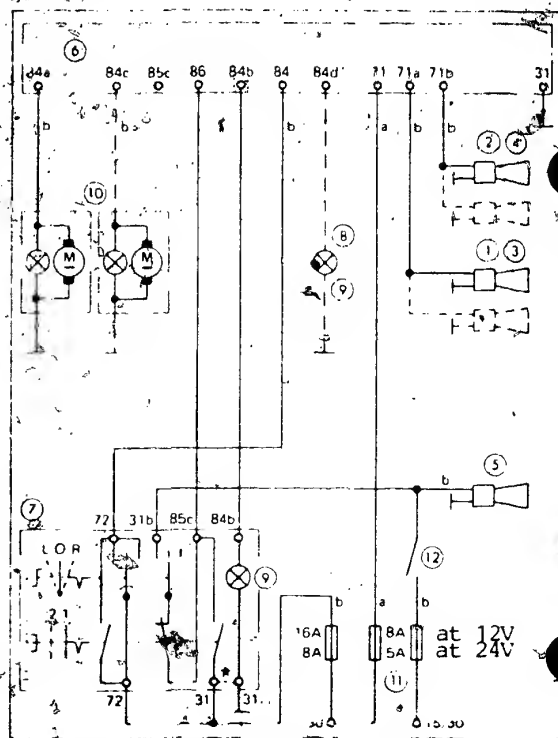 6
84a 84c 85c 86 84b 84 84d 71 71a 71b 31
b b b a b b
2 4
10
8
1 3
9
5
b
7
72 31b 85c 84b
L O R
9
12
2 1
b a b
16A 8A at 12V
8A 5A at 24V
11
72 31 31
30 15/30